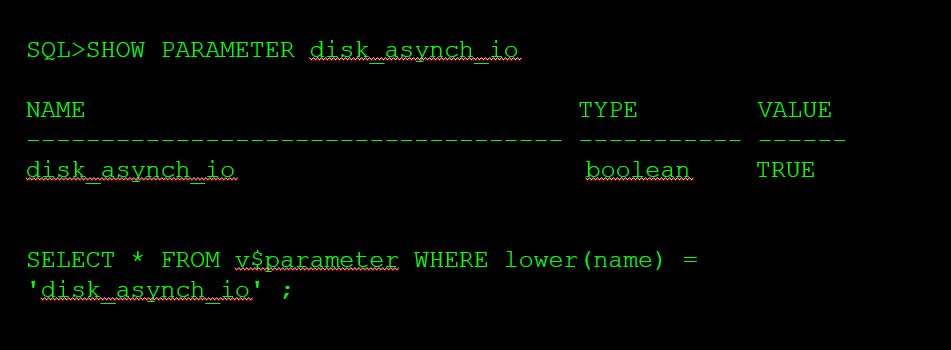 SQL>SHOW PARAMETER disk_asynch_io
NAME TYPE VALUE
------------------------------------ ----------- ------
disk_asynch_io boolean TRUE
SELECT * FROM v$parameter WHERE lower(name) =
'disk_asynch_io' ;